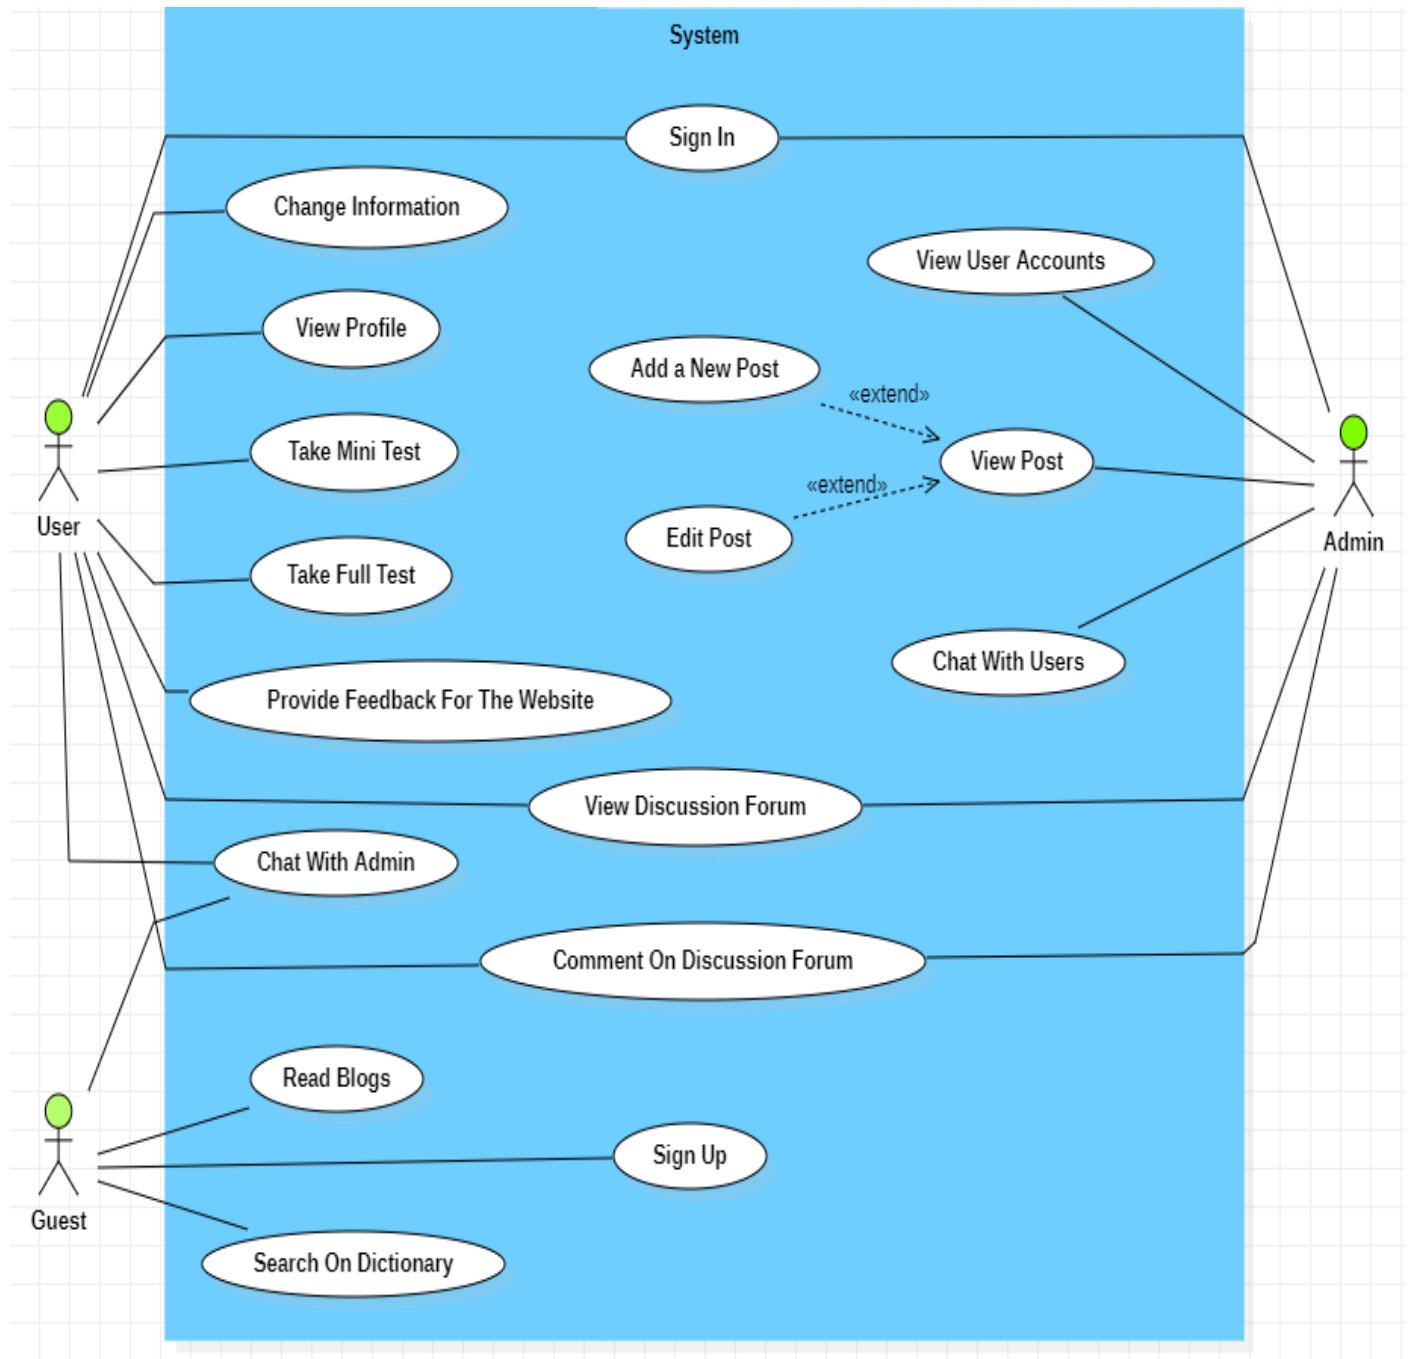 System
Sign In
Change Information
View User Accounts
View Profile
Add a New Post
«extend»
Take Mini Test
View Post
«extend»
User
Edit Post
Admin
Take Full Test
Chat With Users
Provide Feedback For The Website
View Discussion Forum
Chat With Admin
Comment On Discussion Forum
Read Blogs
Sign Up
Guest
Search On Dictionary